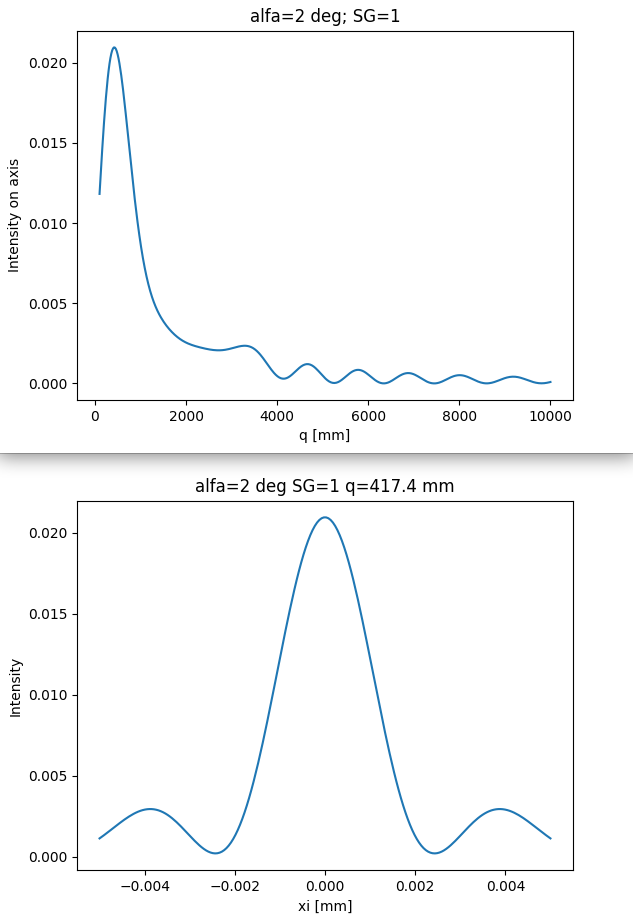 alfa=2 deg; SG=1
0.020
0.015
0.010
0.005
0.000
Intensity on axis
0 2000 4000 6000 8000 10000
q [mm]
alfa=2 deg SG=1 q=417.4 mm
0.020
0.015
0.010
0.005
0.000
Intensity
−0.004 −0.002 0.000 0.002 0.004
xi [mm]